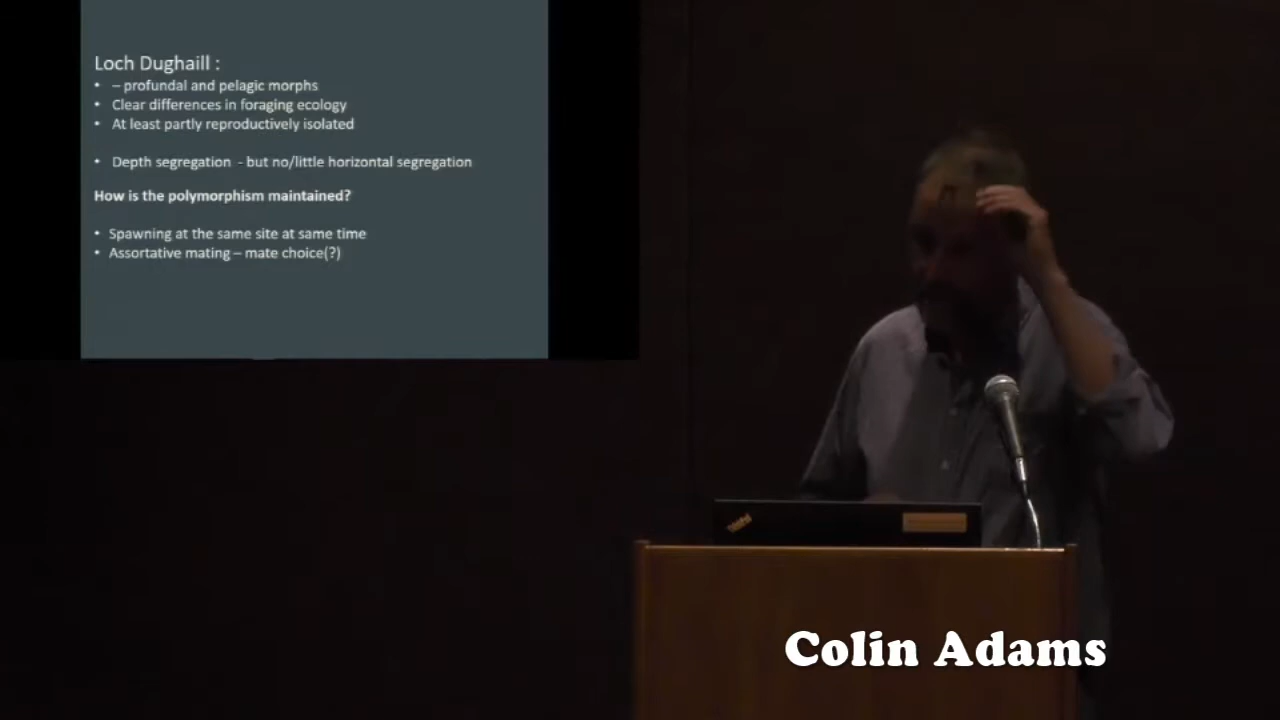 Loch Dughaill :
• – profundal and pelagic morphs
• Clear differences in foraging ecology
• At least partly reproductively isolated
• Depth segregation - but no/little horizontal segregation
How is the polymorphism maintained?
• Spawning at the same site at same time
• Assortative mating – mate choice(?)
Colin Adams